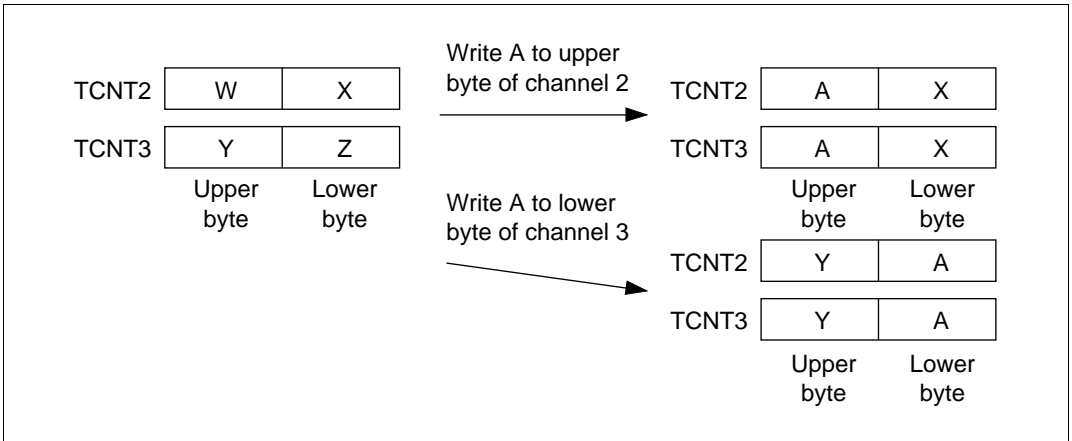 TCNT2 W X
TCNT3 Y Z
Upper byte
Lower byte
Write A to upper
byte of channel 2
TCNT2 A X
TCNT3 A X
Upper byte
Lower byte
Write A to lower
byte of channel 3
TCNT2 Y A
TCNT3 Y A
Upper byte
Lower byte